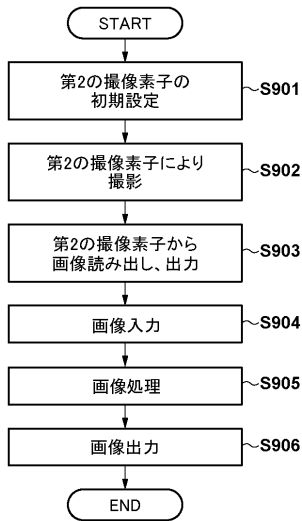 START
第2の撮像素子の
初期設定
S901
第2の撮像素子により
撮影
S902
第2の撮像素子から
画像読み出し、出力
S903
画像入力
S904
画像処理
S905
画像出力
S906
END